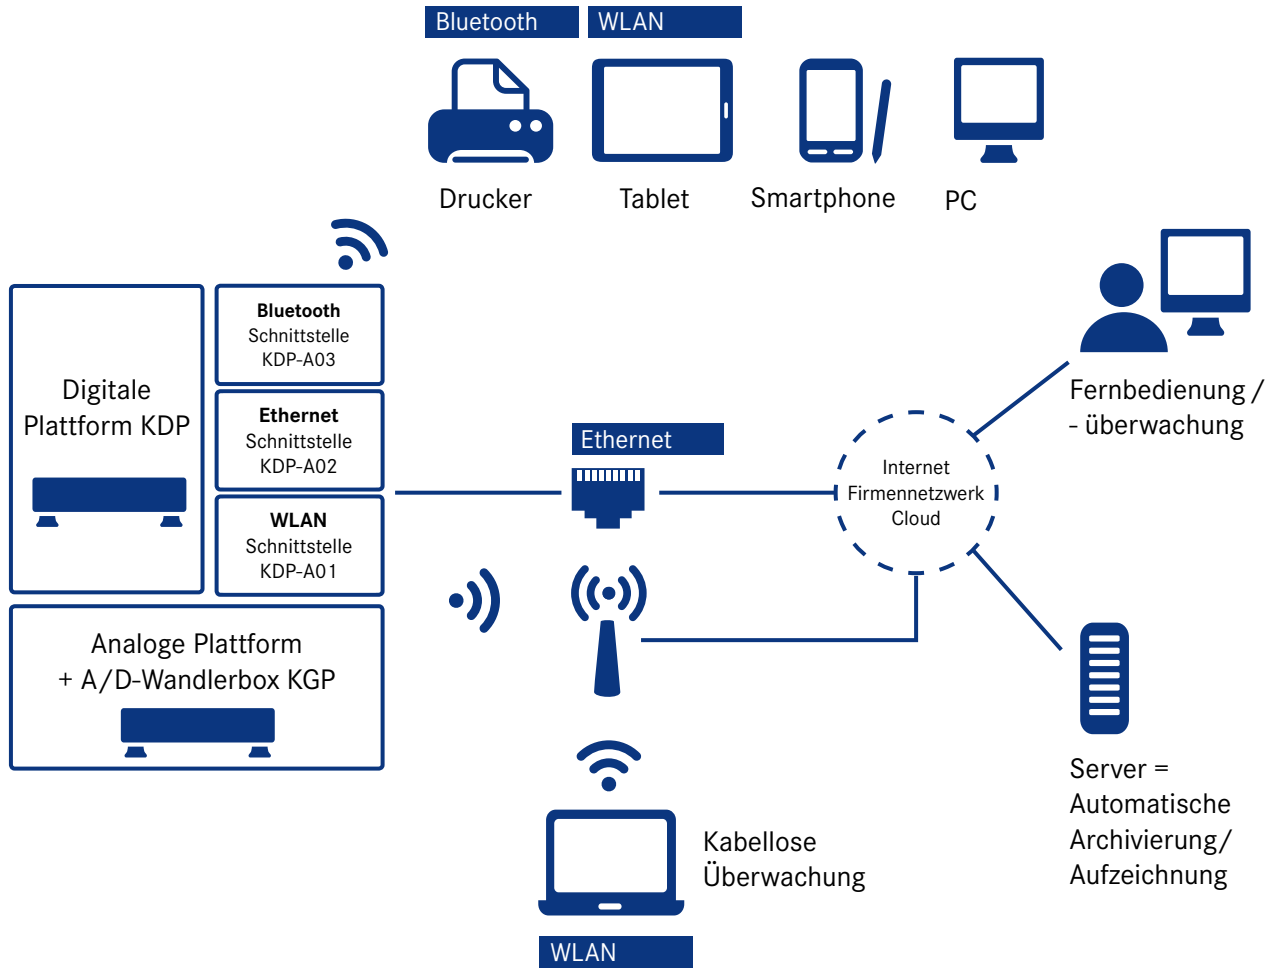 Bluetooth
WLAN
Drucker
Tablet
Smartphone
PC
Digitale
Plattform KDP
Bluetooth
Schnittstelle
KDP-A03
Ethernet
Schnittstelle
KDP-A02
WLAN
Schnittstelle
KDP-A01
Analoge Plattform
+ A/D-Wandlerbox KGP
Ethernet
Internet
Firmennetzwerk
Cloud
Fernbedienung /
- überwachung
Server =
Automatische
Archivierung/
Aufzeichnung
Kabellose
Überwachung
WLAN